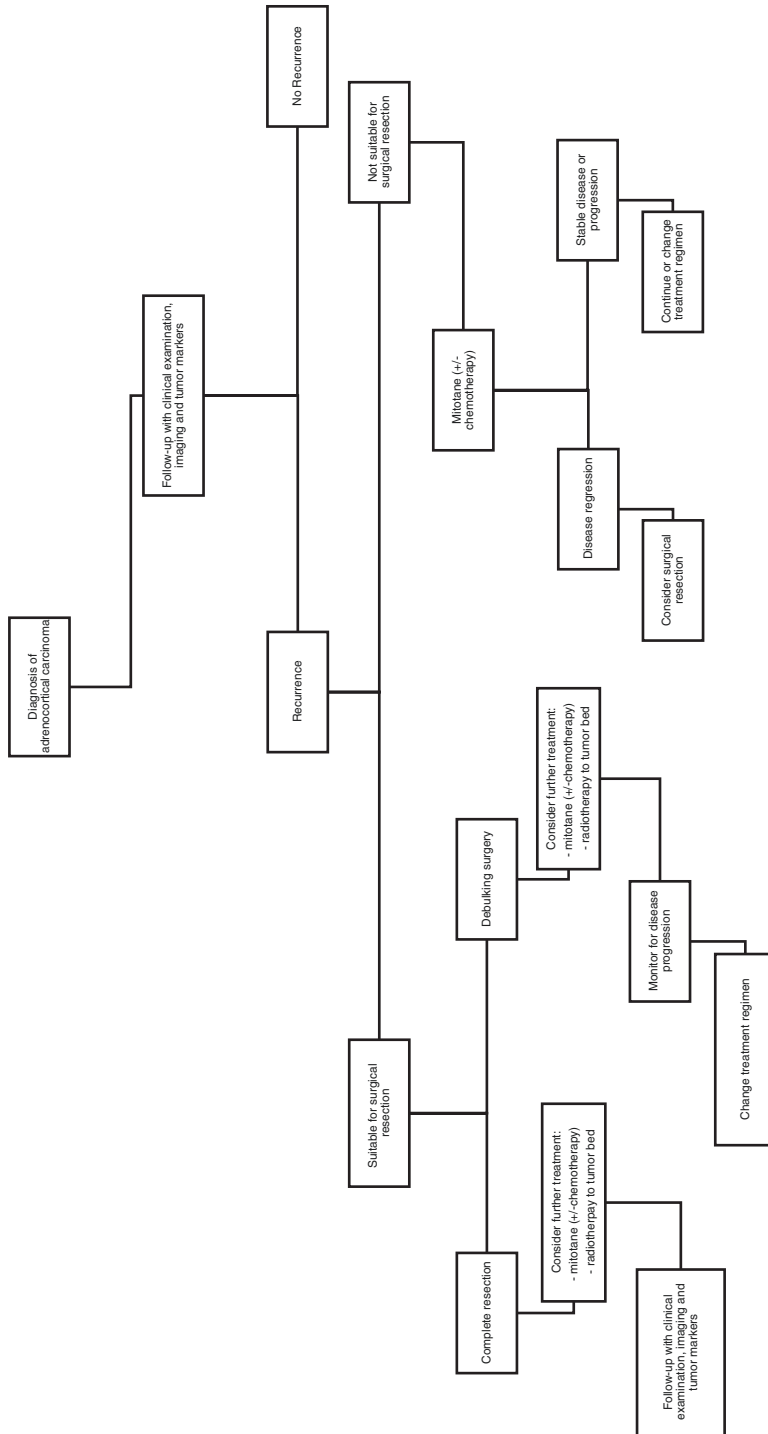 Diagnosis of
adrenocortical carcinoma
Follow-up with clinical examination,
imaging and tumor markers
Recurrence
No Recurrence
Suitable for surgical
resection
Not suitable for
surgical resection
Complete resection
Debulking surgery
Mitotane (+/-
chemotherapy)
Consider further treatment:
- mitotane (+/-chemotherapy)
- radiotherpay to tumor bed
Consider further treatment:
- mitotane (+/-chemotherapy)
- radiotherapy to tumor bed
Disease regression
Stable disease or
progression
Follow-up with clinical
examination, imaging and
tumor markers
Monitor for disease
progression
Consider surgical
resection
Continue or change
treatment regimen
Change treatment regimen